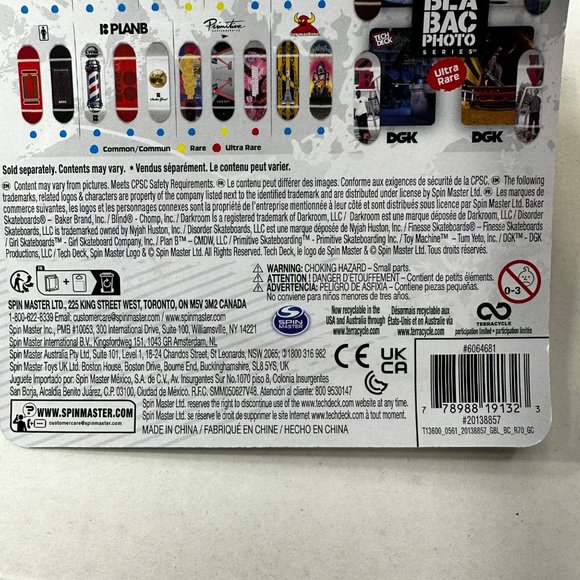 BLA
BAC
PHOTO
SERIES
TECH DECK
Ultra Rare
PLANB
Primitive
SKATEBOARDING
DGK
DGK
Common/Commun Rare Ultra Rare
Sold separately. Contents may vary. • Vendus séparément. Le contenu peut varier.
EN Content may vary from pictures. Meets CPSC Safety Requirements. FR Le contenu peut différer des images. Conforme aux exigences de sécurité de la CPSC. EN The following
trademarks, related logos & characters are property of the company listed next to the identified trademark and are distributed under license by Spin Master Ltd./ FR Les marques de
commerce suivantes, les logos et les personnages connexes sont la propriété de l'entreprise mentionnée à leur côté et sont distribués sous licence par Spin Master Ltd. Baker
Skateboards® - Baker Brand, Inc./ Blind® - Chomp, Inc./ Darkroom is a registered trademark of Darkroom, LLC / Darkroom est une marque déposée de Darkroom, LLC/ Disorder
Skateboards, LLC is trademarked and owned by Nyjah Huston, Inc./ Disorder Skateboards, LLC est une marque déposée de Nyjah Huston, Inc./ Finesse Skateboards® - Finesse Skateboards
/ Girl Skateboards™ - Girl Skateboard Company, Inc. / Plan B™ – CMDW, LLC / Primitive Skateboarding™ - Primitive Skateboarding Inc./ Toy Machine™ – Tum Yeto, Inc./ DGK™ - DGK
Productions, LLC / Tech Deck, Spin Master Logo & © Spin Master Ltd. All Rights Reserved. Tech Deck, le logo de Spin Master & © Spin Master Ltd. Tous droits réservés.
EN WARNING: CHOKING HAZARD – Small parts.
FR ATTENTION ! DANGER D'ÉTOUFFEMENT – Contient de petits éléments.
ES ADVERTENCIA: PELIGRO DE ASFIXIA – Contiene piezas pequeñas.
No conviene para niños menores de tres años.
0-3
SPIN MASTER LTD., 225 KING STREET WEST, TORONTO, ON M5V 3M2 CANADA
1-800-622-8339 Email/Courriel: customercare@spinmaster.com
Spin Master Inc., PMB #10053, 300 International Drive, Suite 100, Williamsville, NY 14221
Spin Master International B.V., Kingsfordweg 151, 1043 GR Amsterdam, NL
Spin Master Australia Pty Ltd, Suite 101, Level 1, 18-24 Chandos Street, St Leonards, NSW 2065; 1800 316 982
Spin Master Toys UK Ltd. Boston House, Boston Drive, Bourne End, Buckinghamshire, SL8 5YS, UK
Juguete Importado por: Spin Master México, S.A. de C.V., Av. Insurgentes Sur No.1070 piso 8, Colonia Insurgentes
San Borja, Alcaldía Benito Juárez, C.P. 03100, Ciudad de México R.F.C. SMM050627V48, Atención al cliente: 800 9530147
SPIN MASTER
Recyclable in the
USA and Australia through
www.terracycle.com
Recyclable aux
États-Unis et en Australie via
www.terracycle.com
TERRACYCLE
participation limited • participation limitée
CE UK CA
WWW.SPINMASTER.COM
customercare@spinmaster.com
Spin Master Ltd. reserves the right to discontinue the www.techdeck.com website at any time.
Spin Master Ltd. se réserve le droit de supprimer le site internet www.techdeck.com à tout moment.
MADE IN CHINA / FABRIQUÉ EN CHINE / HECHO EN CHINA
#6064681
7 78988 19132 3
#20138857
T13600_0561_20138857_GBL_BC_R70_GC